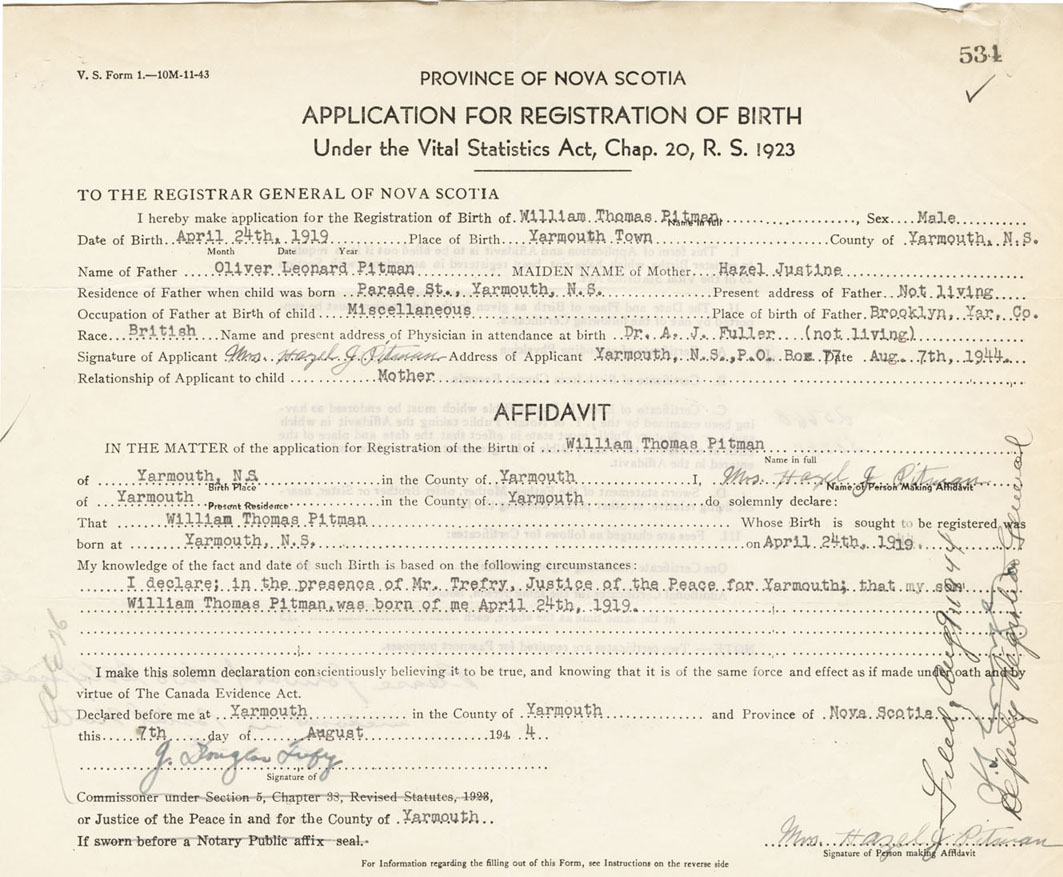 534
V. S. Form 1.—10M-11-43
PROVINCE OF NOVA SCOTIA
APPLICATION FOR REGISTRATION OF BIRTH
Under the Vital Statistics Act, Chap. 20, R. S. 1923
TO THE REGISTRAR GENERAL OF NOVA SCOTIA
I hereby make application for the Registration of Birth of William Thomas Pitman, Sex Male
Name in full
Date of Birth April 24th, 1919 Place of Birth Yarmouth Town County of Yarmouth, N.S.
Month Date Year
Name of Father Oliver Leonard Pitman MAIDEN NAME of Mother Hazel Justine
Residence of Father when child was born Parade St., Yarmouth, N.S. Present address of Father Not living
Occupation of Father at Birth of child Miscellaneous Place of birth of Father Brooklyn, Yar, Co.
Race British Name and present address of Physician in attendance at birth Dr. A. J. Fuller (not living)
Signature of Applicant Mrs. Hazel J Pitman Address of Applicant Yarmouth, N.S., P.O. Box Date Aug. 7th, 1944
Relationship of Applicant to child Mother
AFFIDAVIT
IN THE MATTER of the application for Registration of the Birth of William Thomas Pitman
Name in full
of Yarmouth, N.S. in the County of Yarmouth I, Mrs. Hazel J Pitman
Birth Place Name of Person Making Affidavit
of Yarmouth in the County of Yarmouth do solemnly declare:
Present Residence
That William Thomas Pitman Whose Birth is sought to be registered was
born at Yarmouth, N.S. on April 24th, 1919
My knowledge of the fact and date of such Birth is based on the following circumstances:
I declare; in the presence of Mr. Trefry, Justice of the Peace for Yarmouth; that my son
William Thomas Pitman, was born of me April 24th, 1919.
I make this solemn declaration conscientiously believing it to be true, and knowing that it is of the same force and effect as if made under oath and by
virtue of The Canada Evidence Act.
Declared before me at Yarmouth in the County of Yarmouth and Province of Nova Scotia
this 7th day of August 194 4
J. Douglas Trefry
Signature of
Commissoner under Section 5, Chapter 38, Revised Statutes, 1923,
or Justice of the Peace in and for the County of Yarmouth
If sworn before a Notary Public affix seal.
Mrs. Hazel J Pitman
Signature of Person making Affidavit
For Information regarding the filling out of this Form, see Instructions on the reverse side
Filed Aug 1944
Deputy Registrar General